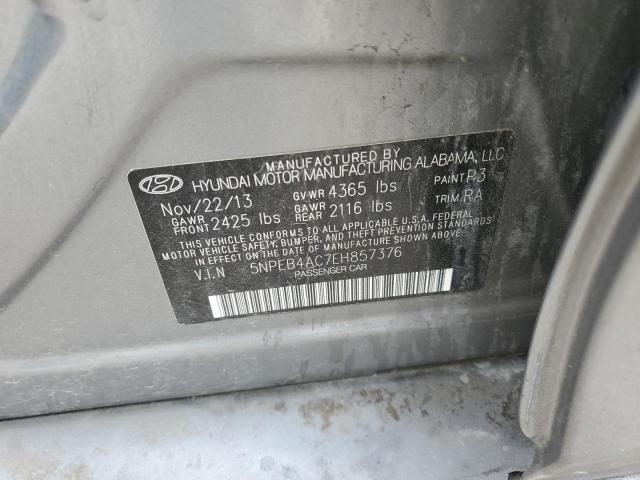 MANUFACTURED BY
HYUNDAI MOTOR MANUFACTURING ALABAMA, LLC
Nov/22/13 GVWR 4365 lbs PAINT P3
GAWR FRONT 2425 lbs GAWR REAR 2116 lbs TRIM RA
THIS VEHICLE CONFORMS TO ALL APPLICABLE U.S.A. FEDERAL
MOTOR VEHICLE SAFETY, BUMPER, AND THEFT PREVENTION STANDARDS
IN EFFECT ON THE DATE OF MANUFACTURE SHOWN ABOVE.
V.I.N 5NPEB4AC7EH857376
PASSENGER CAR